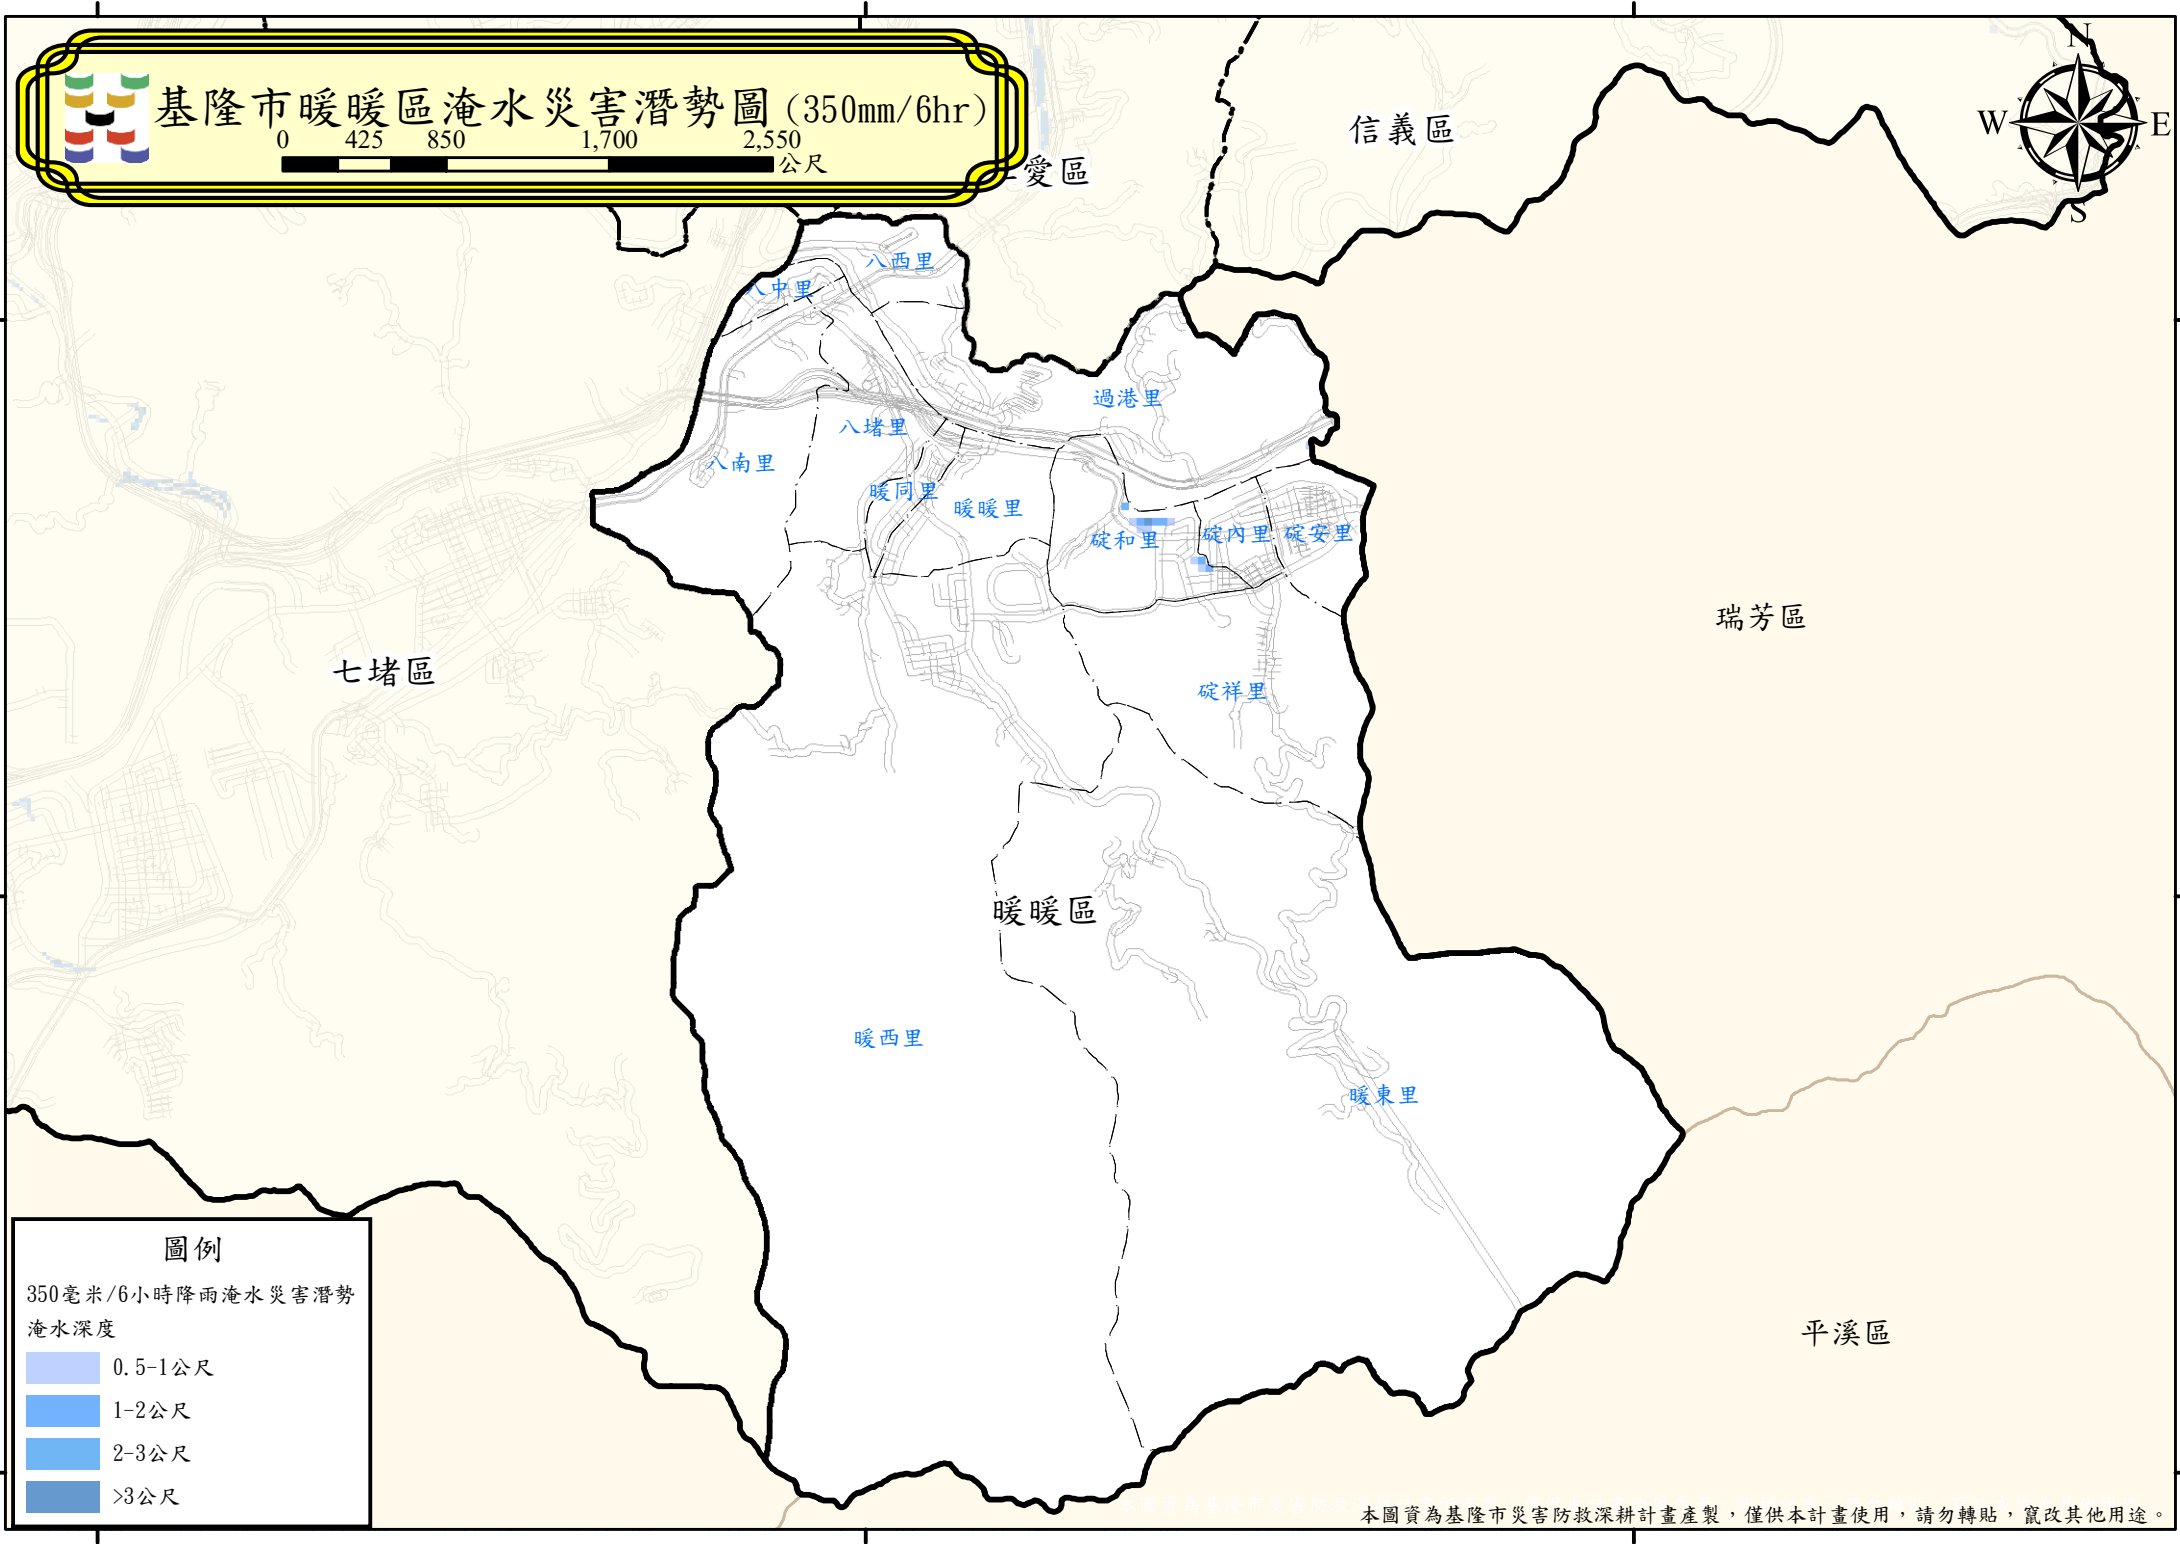 基隆市暖暖區淹水災害潛勢圖(350mm/6hr)
0 425 850 1,700 2,550
公尺
N
W E
S
愛區
信義區
八西里
八中里
過港里
八堵里
八南里
暖同里
暖暖里
碇和里
碇內里
碇安里
瑞芳區
七堵區
碇祥里
暖暖區
暖西里
暖東里
平溪區
圖例
350毫米/6小時降雨淹水災害潛勢
淹水深度
0.5-1公尺
1-2公尺
2-3公尺
>3公尺
本圖資為基隆市災害防救深耕計畫產製，僅供本計畫使用，請勿轉貼，竄改其他用途。